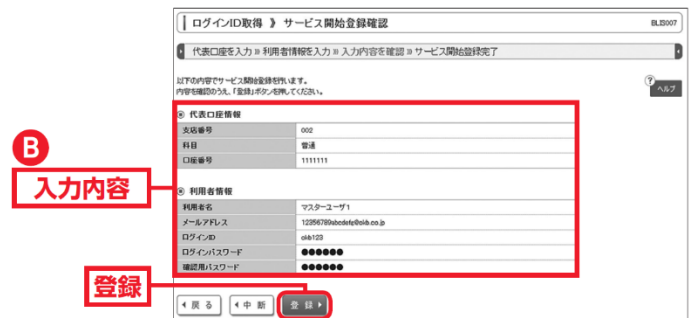 ログインID取得 》 サービス開始登録確認 BLIS007
代表口座を入力 » 利用者情報を入力 » 入力内容を確認 » サービス開始登録完了
以下の内容でサービス開始登録を行います。
内容を確認のうえ、「登録」ボタンを押してください。
? ヘルプ
代表口座情報
支店番号 002
科目 普通
口座番号 1111111
B
入力内容
利用者情報
利用者名 マスターユーザ1
メールアドレス 12356789abcdefg@okb.co.jp
ログインID okb123
ログインパスワード ●●●●●●
確認用パスワード ●●●●●●
登録
戻る 中断 登録